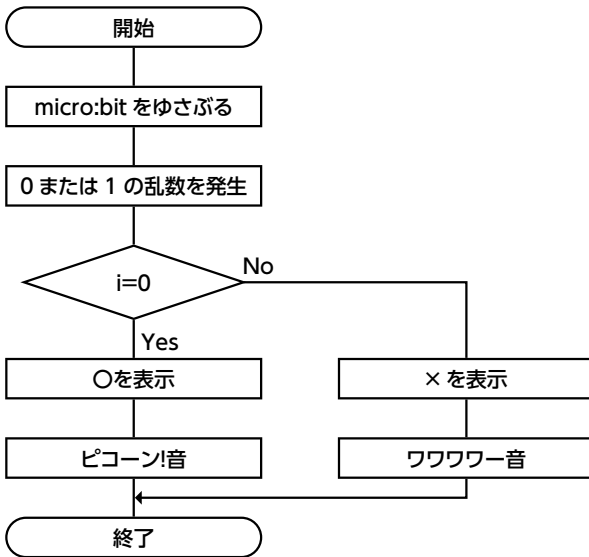 開始
micro:bit をゆさぶる
0 または 1 の乱数を発生
i=0
No
Yes
〇を表示
× を表示
ピコーン!音
ワワワワー音
終了